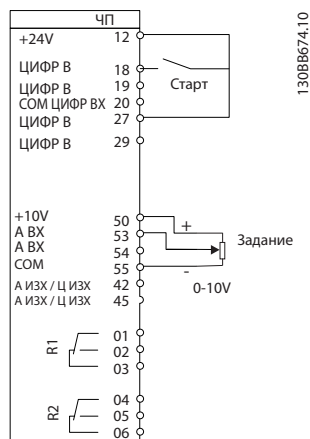 ЧП
+24V 12
ЦИФР В 18
ЦИФР В 19
COM ЦИФР ВХ 20
ЦИФР В 27
ЦИФР В 29
Старт
+10V 50
А ВХ 53
А ВХ 54
COM 55
А ИЗХ / Ц ИЗХ 42
А ИЗХ / Ц ИЗХ 45
+
-
Задание
0-10V
R1
01
02
03
R2
04
05
06
130BB674.10